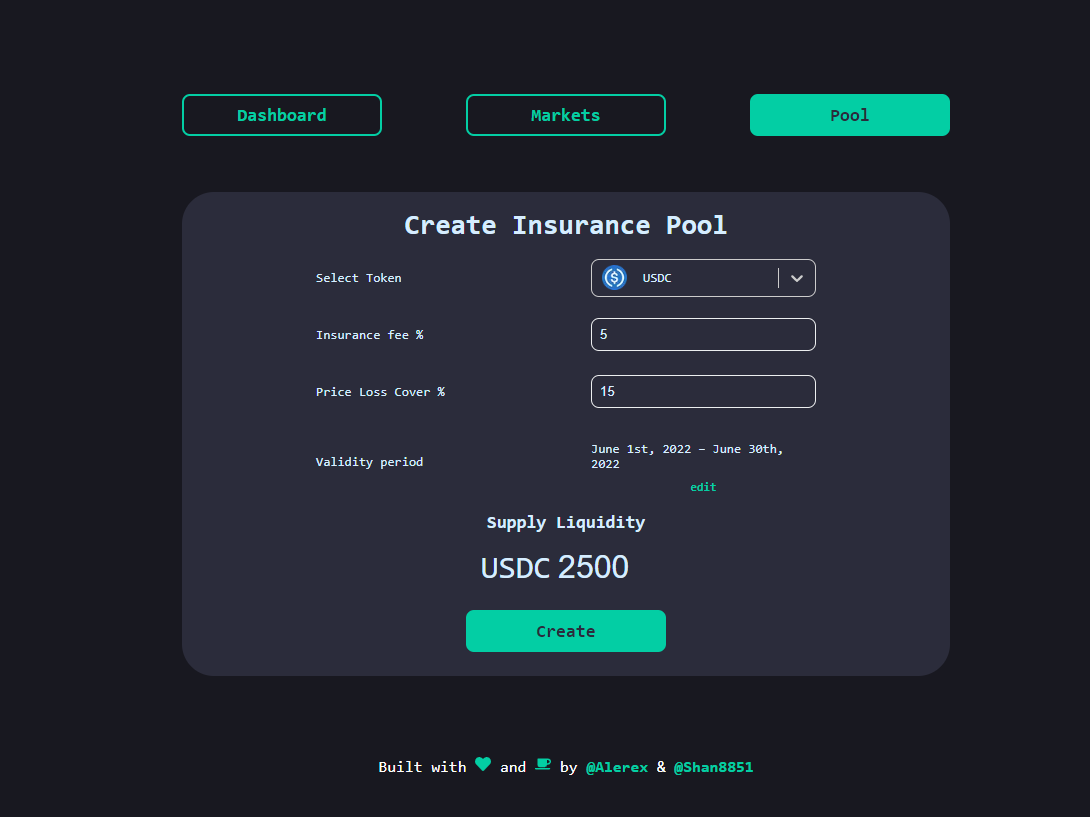 Dashboard
Markets
Pool
Create Insurance Pool
Select Token
USDC
Insurance fee %
5
Price Loss Cover %
15
Validity period
June 1st, 2022 – June 30th,
2022
edit
Supply Liquidity
USDC 2500
Create
Built with and by @Alerex & @Shan8851